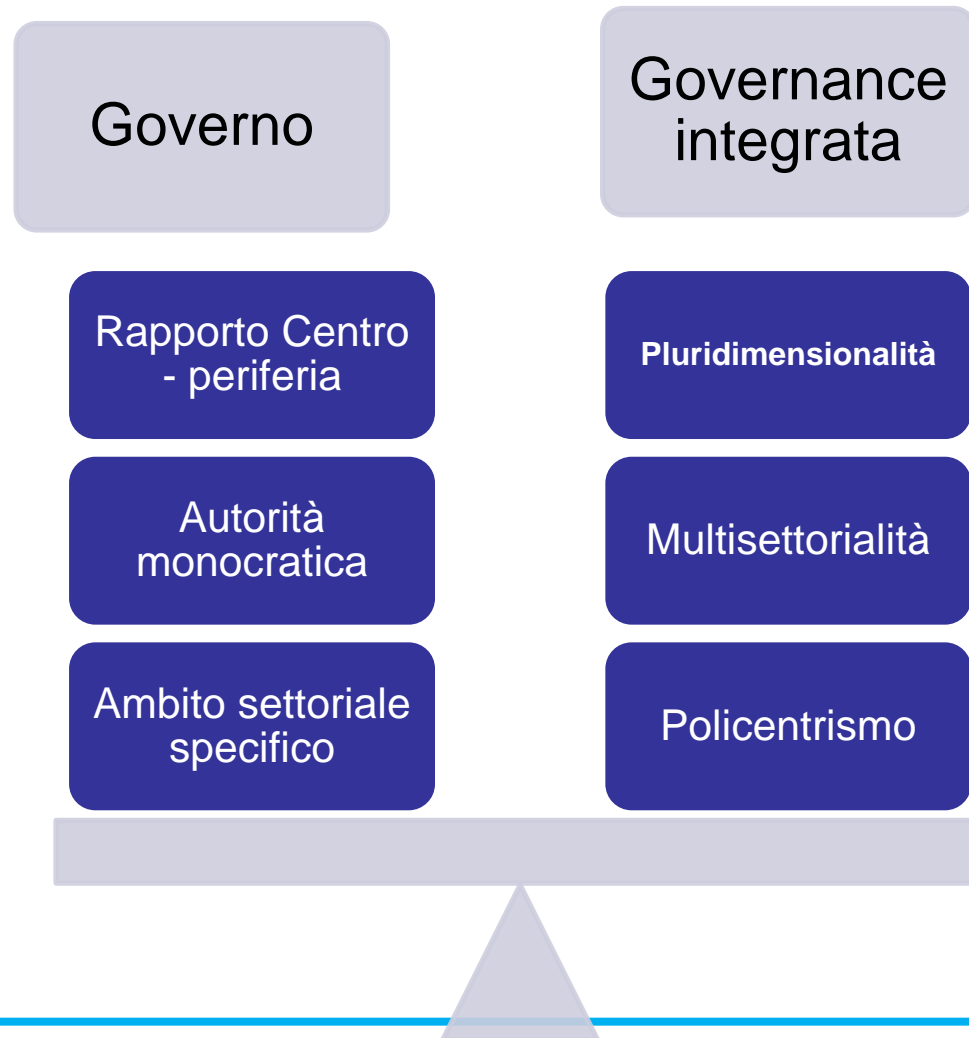 Governo
Rapporto Centro
- periferia
Autorità
monocratica
Ambito settoriale
specifico
Governance
integrata
Pluridimensionalità
Multisettorialità
Policentrismo